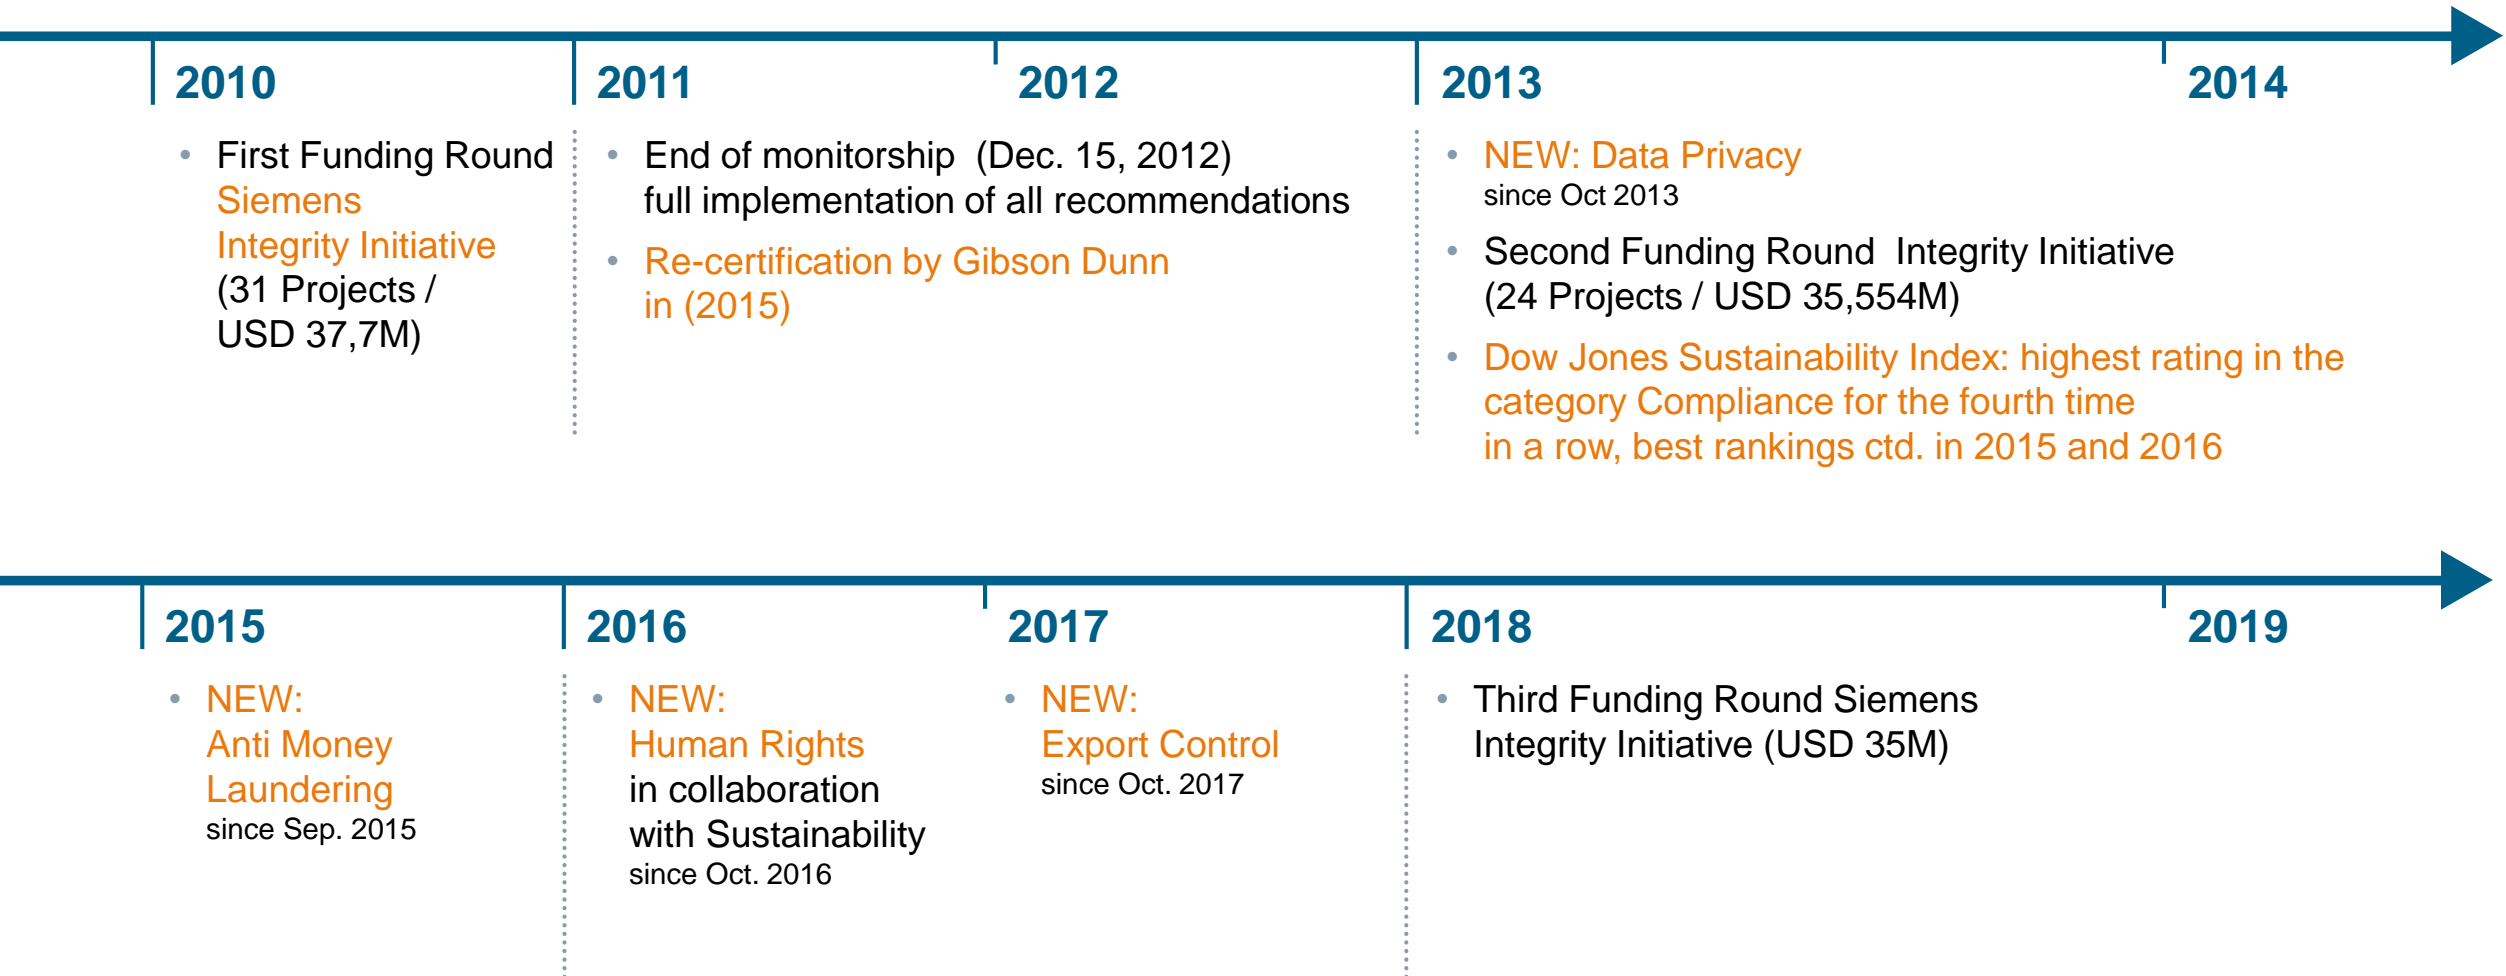 2010
2011
2012
2013
2014
• First Funding Round
Siemens
Integrity Initiative
(31 Projects /
USD 37,7M)
• End of monitorship (Dec. 15, 2012)
full implementation of all recommendations
• Re-certification by Gibson Dunn
in (2015)
• NEW: Data Privacy
since Oct 2013
• Second Funding Round Integrity Initiative
(24 Projects / USD 35,554M)
• Dow Jones Sustainability Index: highest rating in the
category Compliance for the fourth time
in a row, best rankings ctd. in 2015 and 2016
2015
2016
2017
2018
2019
• NEW:
Anti Money
Laundering
since Sep. 2015
• NEW:
Human Rights
in collaboration
with Sustainability
since Oct. 2016
• NEW:
Export Control
since Oct. 2017
• Third Funding Round Siemens
Integrity Initiative (USD 35M)